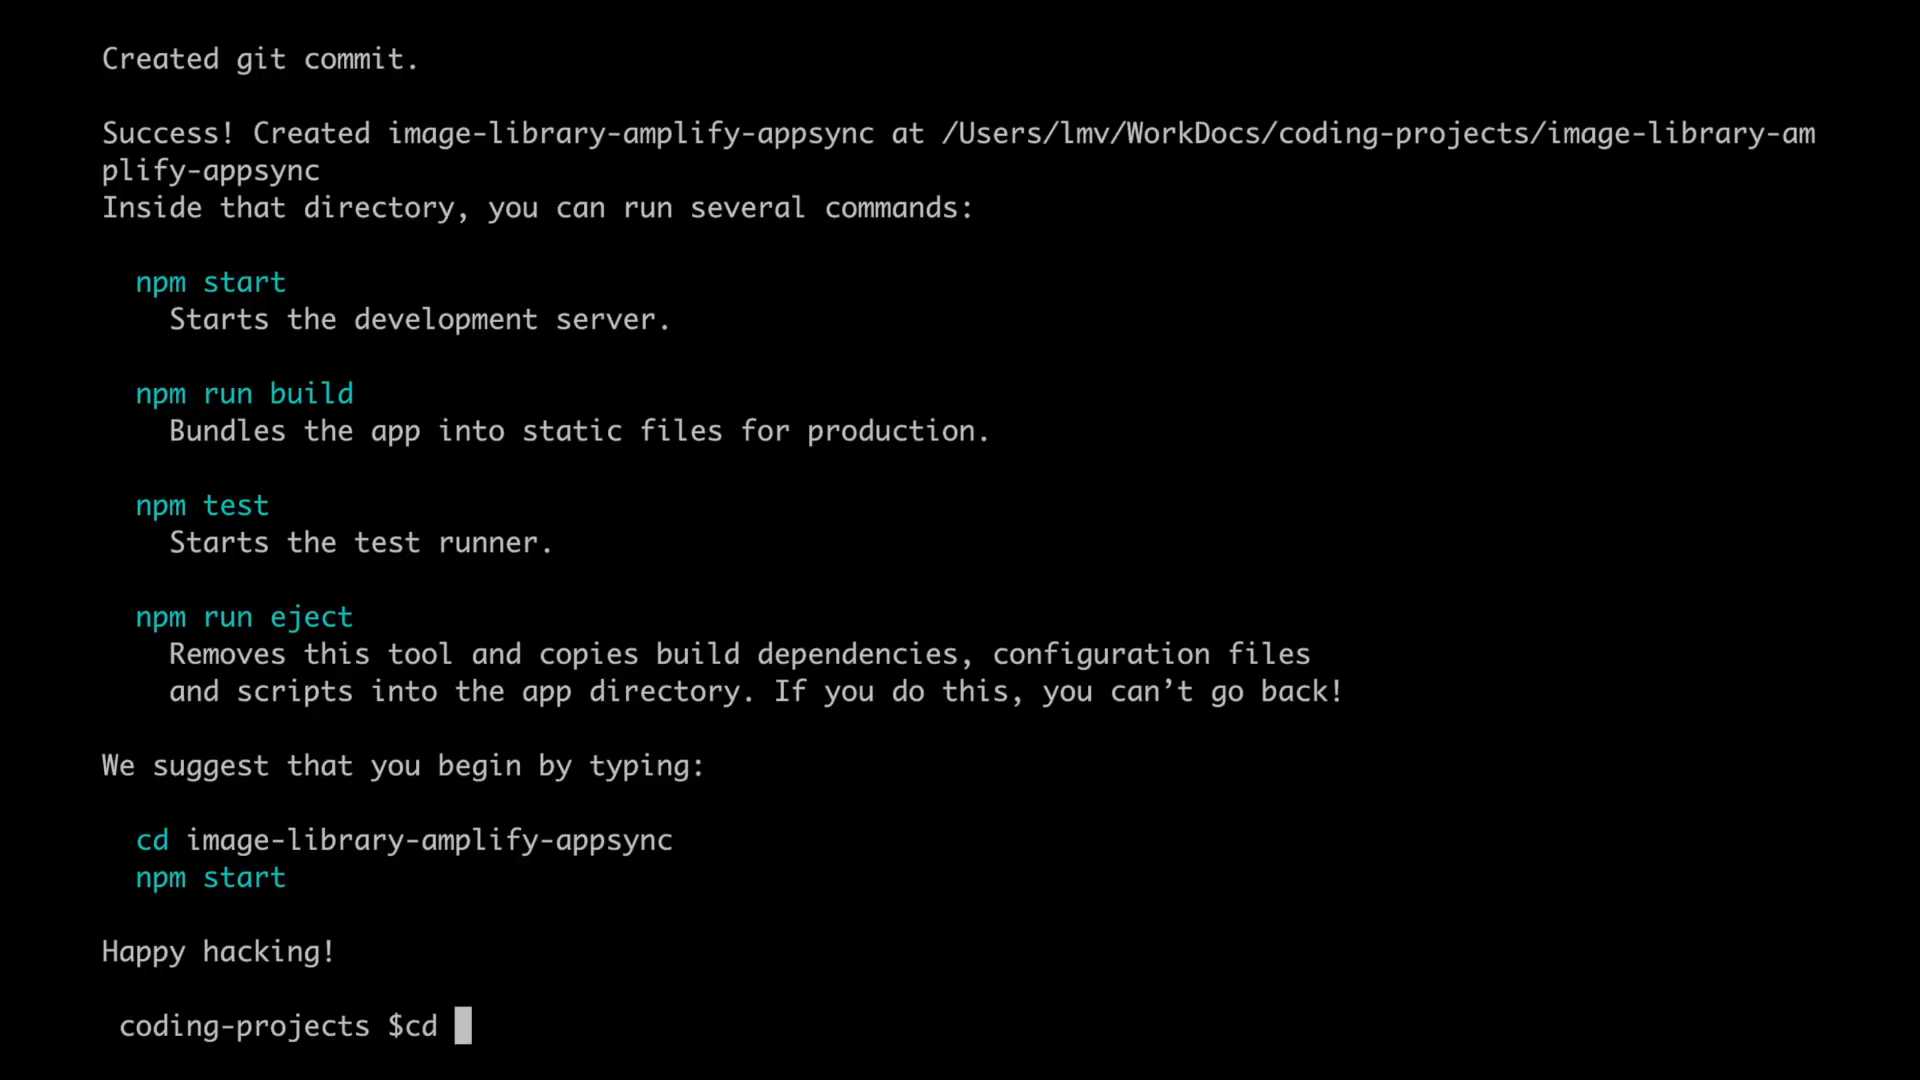 Created git commit.
Success! Created image-library-amplify-appsync at /Users/lmv/WorkDocs/coding-projects/image-library-am
plify-appsync
Inside that directory, you can run several commands:
npm start
Starts the development server.
npm run build
Bundles the app into static files for production.
npm test
Starts the test runner.
npm run eject
Removes this tool and copies build dependencies, configuration files
and scripts into the app directory. If you do this, you can’t go back!
We suggest that you begin by typing:
cd image-library-amplify-appsync
npm start
Happy hacking!
coding-projects $cd